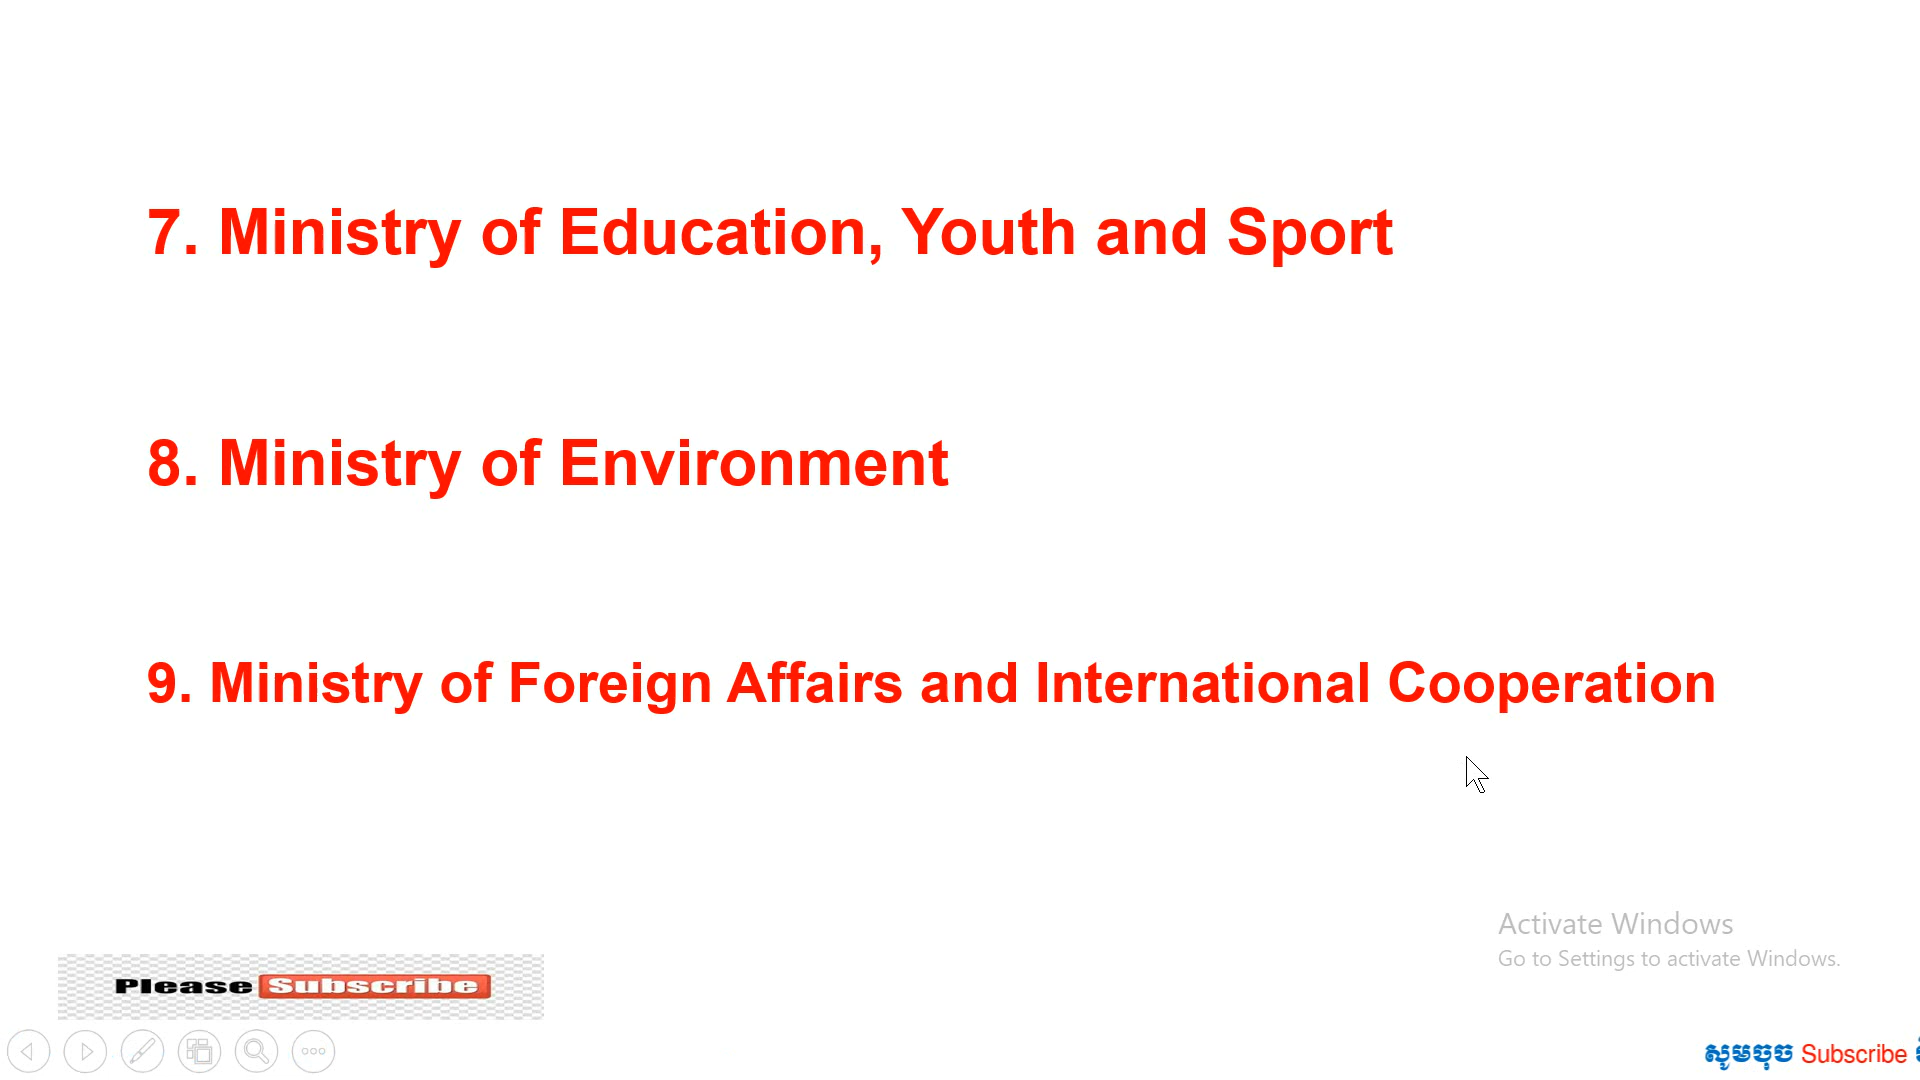 7. Ministry of Education, Youth and Sport
8. Ministry of Environment
9. Ministry of Foreign Affairs and International Cooperation
Activate Windows
Go to Settings to activate Windows.
Please Subscribe
សូមចុច Subscribe